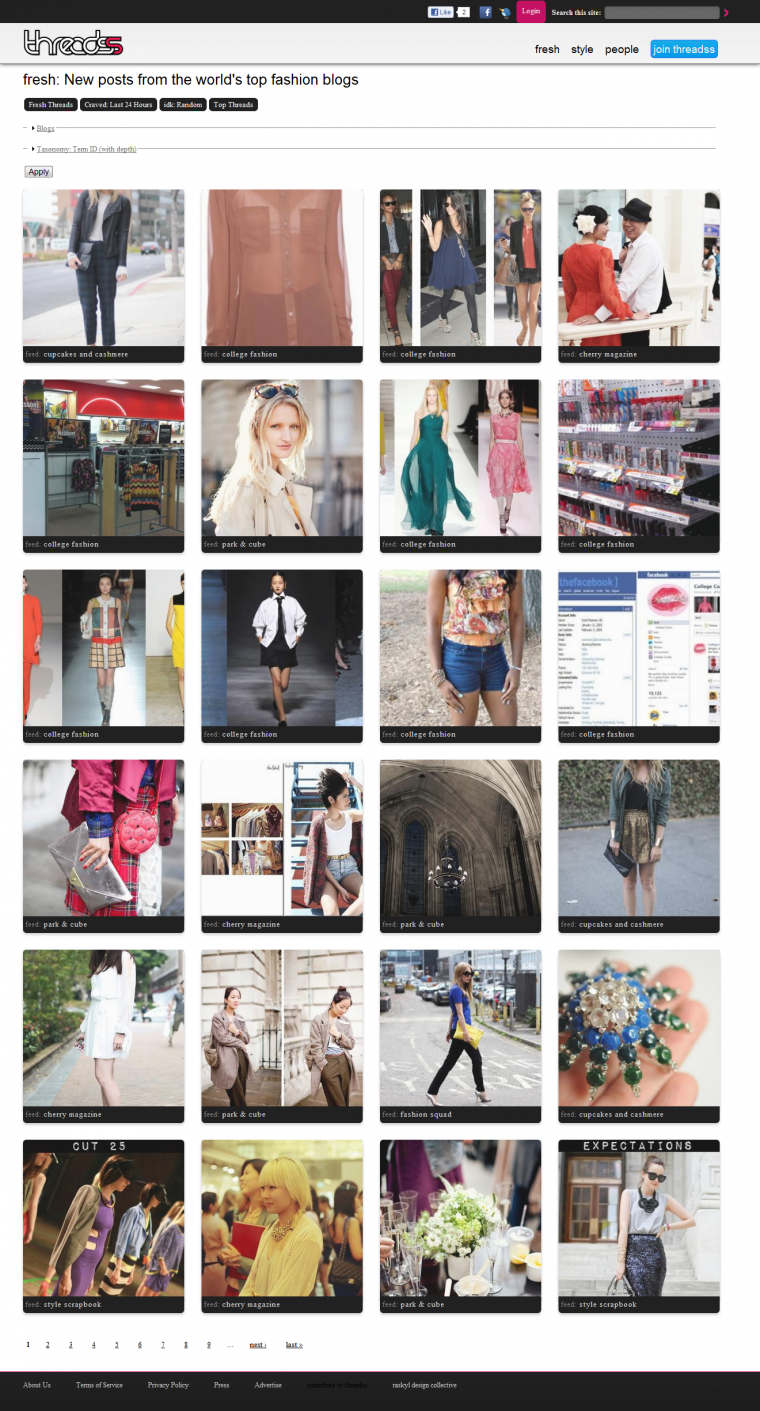 Like 2 Login Search this site:
threadss
fresh style people join threadss
fresh: New posts from the world's top fashion blogs
Fresh Threads Craved: Last 24 Hours idk: Random Top Threads
Blogs
Taxonomy: Term ID (with depth)
Apply
feed: cupcakes and cashmere
feed: college fashion
feed: college fashion
feed: cherry magazine
feed: college fashion
feed: park & cube
feed: college fashion
feed: college fashion
[thefacebook]
facebook
College Ca
feed: college fashion
feed: college fashion
feed: college fashion
feed: college fashion
feed: park & cube
feed: cherry magazine
feed: park & cube
feed: cupcakes and cashmere
feed: cherry magazine
feed: park & cube
feed: fashion squad
feed: cupcakes and cashmere
CUT 25
EXPECTATIONS
feed: style scrapbook
feed: cherry magazine
feed: park & cube
feed: style scrapbook
1 2 3 4 5 6 7 8 9 … next › last »
About Us Terms of Service Privacy Policy Press Advertise raskyl design collective